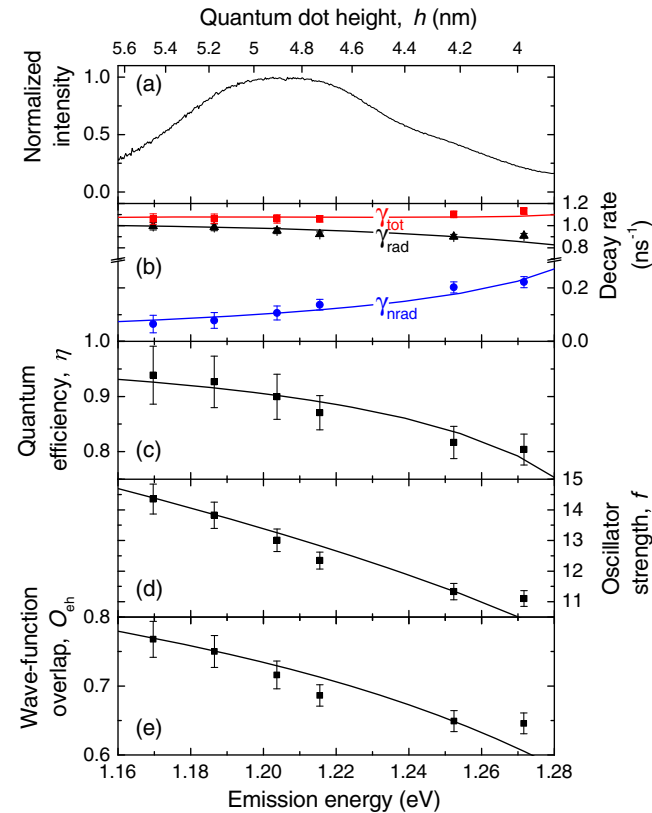 Quantum dot height, h (nm)
5.6 5.4 5.2 5 4.8 4.6 4.4 4.2 4
Normalized
intensity
1.0
0.5
0.0
(a)
γtot
γrad
γnrad
(b)
1.2
1.0
0.8
0.2
0.0
Decay rate
(ns⁻¹)
Quantum
efficiency, η
1.0
0.9
0.8
(c)
15
14
13
12
11
Oscillator
strength, f
(d)
Wave-function
overlap, Oeh
0.8
0.7
0.6
(e)
1.16 1.18 1.20 1.22 1.24 1.26 1.28
Emission energy (eV)